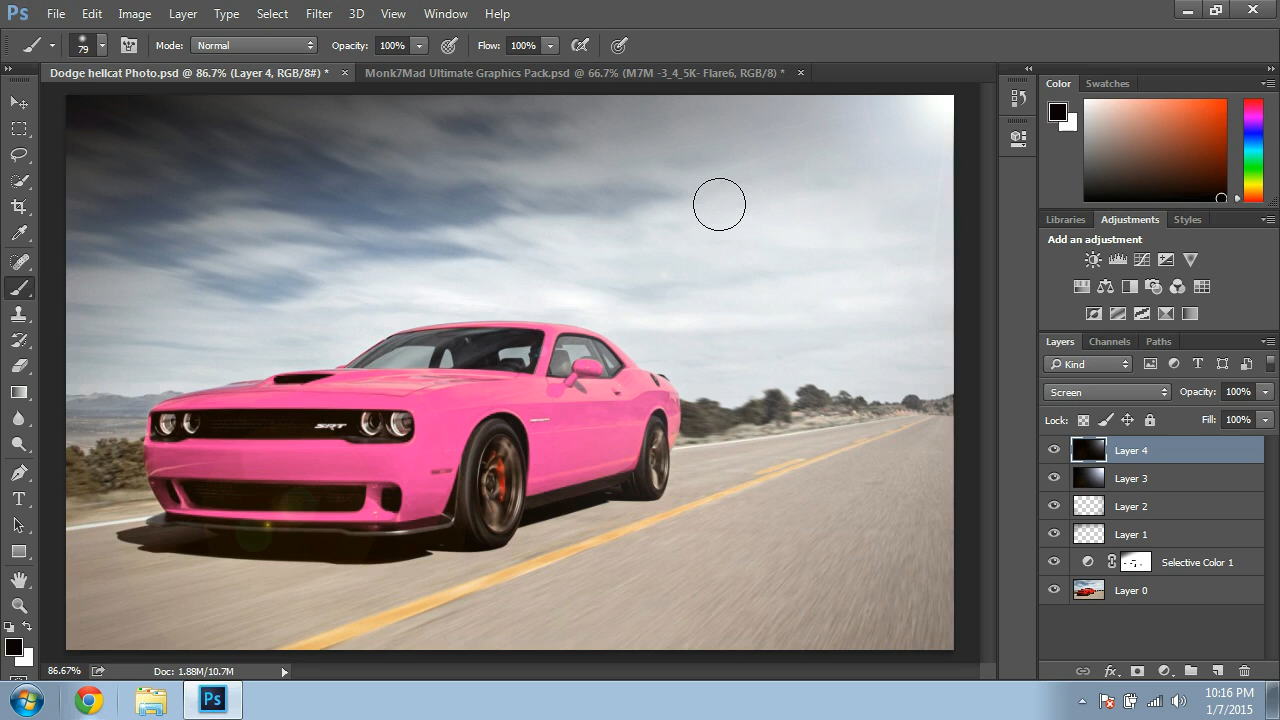 Ps File Edit Image Layer Type Select Filter 3D View Window Help
79 Mode: Normal Opacity: 100% Flow: 100%
Dodge hellcat Photo.psd @ 86.7% (Layer 4, RGB/8#) * × Monk7Mad Ultimate Graphics Pack.psd @ 66.7% (M7M -3_4_5K- Flare6, RGB/8) * ×
Color Swatches
Libraries Adjustments Styles
Add an adjustment
Layers Channels Paths
Kind
Screen Opacity: 100%
Lock: Fill: 100%
Layer 4
Layer 3
Layer 2
Layer 1
Selective Color 1
Layer 0
SRT
T
86.67% Doc: 1.88M/10.7M
Ps
10:16 PM
1/7/2015